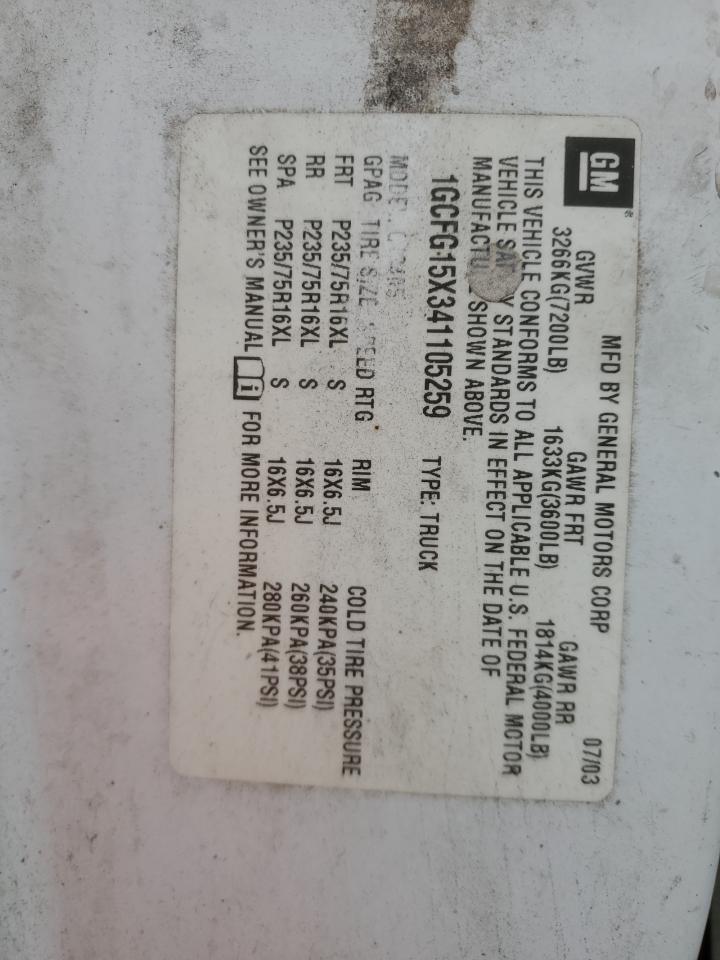 GM®
MFD BY GENERAL MOTORS CORP 07/03
GVWR GAWR FRT GAWR RR
3266KG(7200LB) 1633KG(3600LB) 1814KG(4000LB)
THIS VEHICLE CONFORMS TO ALL APPLICABLE U.S. FEDERAL MOTOR
VEHICLE STANDARDS IN EFFECT ON THE DATE OF
SHOWN ABOVE.
1GCFG15X341105259 TYPE: TRUCK
MODEL
GPAG TIRE SIZE SPEED RTG RIM COLD TIRE PRESSURE
FRT P235/75R16XL S 16X6.5J 240KPA(35PSI)
RR P235/75R16XL S 16X6.5J 260KPA(38PSI)
SPA P235/75R16XL S 16X6.5J 280KPA(41PSI)
SEE OWNER'S MANUAL FOR MORE INFORMATION.